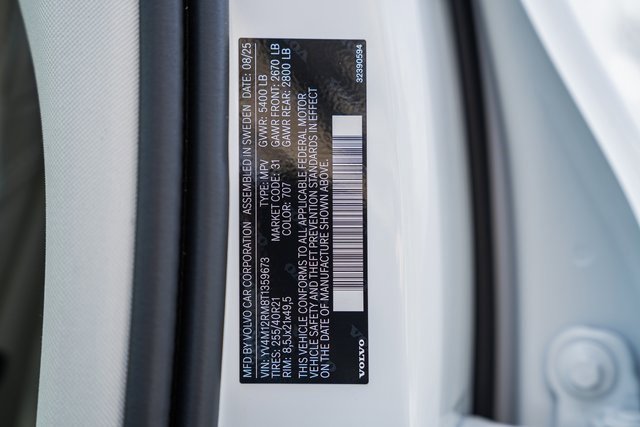 MFD BY VOLVO CAR CORPORATION ASSEMBLED IN SWEDEN DATE: 08/25
VIN: YV4M12RM8T1359673 TYPE: MPV GVWR: 5400 LB
TIRES: 255/40R21 MARKET CODE: 31 GAWR FRONT: 2670 LB
RIM: 8,5Jx21x49,5 COLOR: 707 GAWR REAR: 2800 LB
THIS VEHICLE CONFORMS TO ALL APPLICABLE FEDERAL MOTOR
VEHICLE SAFETY AND THEFT PREVENTION STANDARDS IN EFFECT
ON THE DATE OF MANUFACTURE SHOWN ABOVE.
VOLVO
32390594